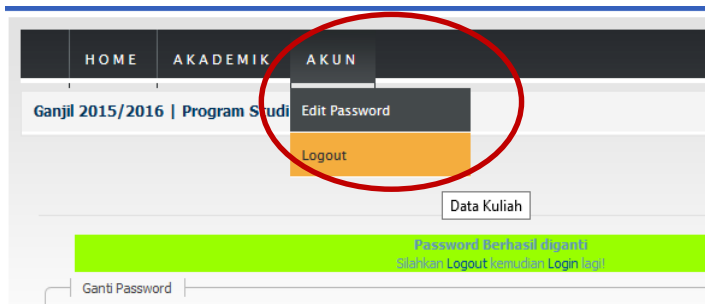 HOME AKADEMIK AKUN
Ganjil 2015/2016 | Program Studi
Edit Password
Logout
Data Kuliah
Password Berhasil diganti
Silahkan Logout kemudian Login lagi!
Ganti Password